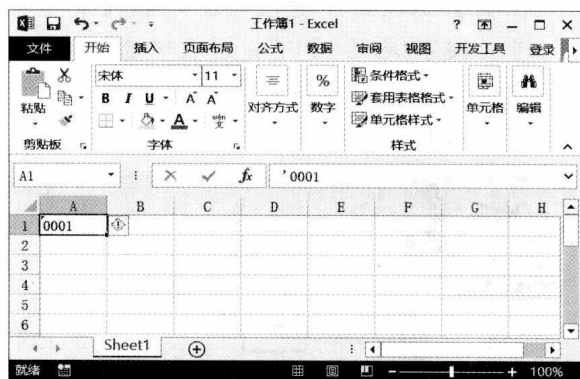 工作簿1 - Excel
文件 开始 插入 页面布局 公式 数据 审阅 视图 开发工具 登录
宋体 11 % 条件格式
B I U A A 套用表格格式
粘贴 A wén 文 对齐方式 数字 单元格样式 单元格 编辑
剪贴板 字体 样式
A1 fx '0001
A B C D E F G H
1 0001
2
3
4
5
6
Sheet1
就绪 100%